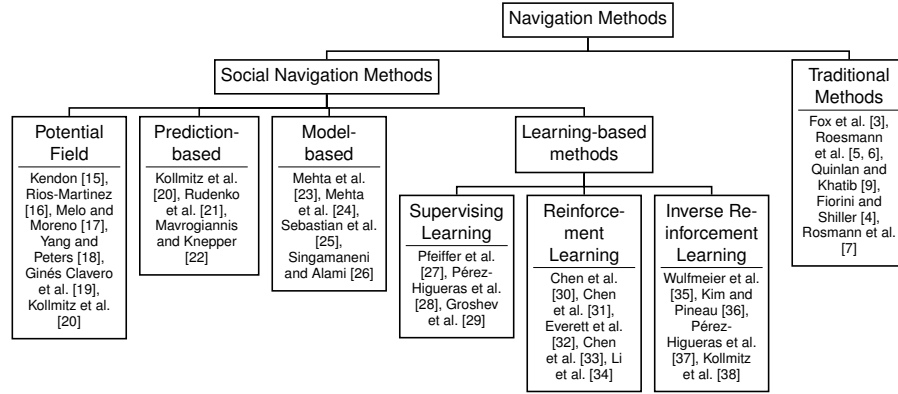 Navigation Methods
Social Navigation Methods
Traditional
Methods
Fox et al. [3],
Roesmann
et al. [5, 6],
Quinlan and
Khatib [9],
Fiorini and
Shiller [4],
Rosmann et al.
[7]
Potential
Field
Kendon [15],
Rios-Martinez
[16], Melo and
Moreno [17],
Yang and
Peters [18],
Ginés Clavero
et al. [19],
Kollmitz et al.
[20]
Prediction-
based
Kollmitz et al.
[20], Rudenko
et al. [21],
Mavrogiannis
and Knepper
[22]
Model-
based
Mehta et al.
[23], Mehta
et al. [24],
Sebastian et al.
[25],
Singamaneni
and Alami [26]
Learning-based
methods
Supervising
Learning
Pfeiffer et al.
[27], Pérez-
Higueras et al.
[28], Groshev
et al. [29]
Reinforce-
ment
Learning
Chen et al.
[30], Chen
et al. [31],
Everett et al.
[32], Chen
et al. [33], Li
et al. [34]
Inverse Re-
inforcement
Learning
Wulfmeier et al.
[35], Kim and
Pineau [36],
Pérez-
Higueras et al.
[37], Kollmitz
et al. [38]